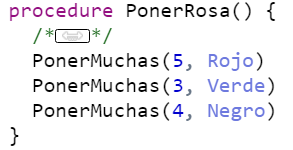 procedure PonerRosa() {
/**/
PonerMuchas(5, Rojo)
PonerMuchas(3, Verde)
PonerMuchas(4, Negro)
}